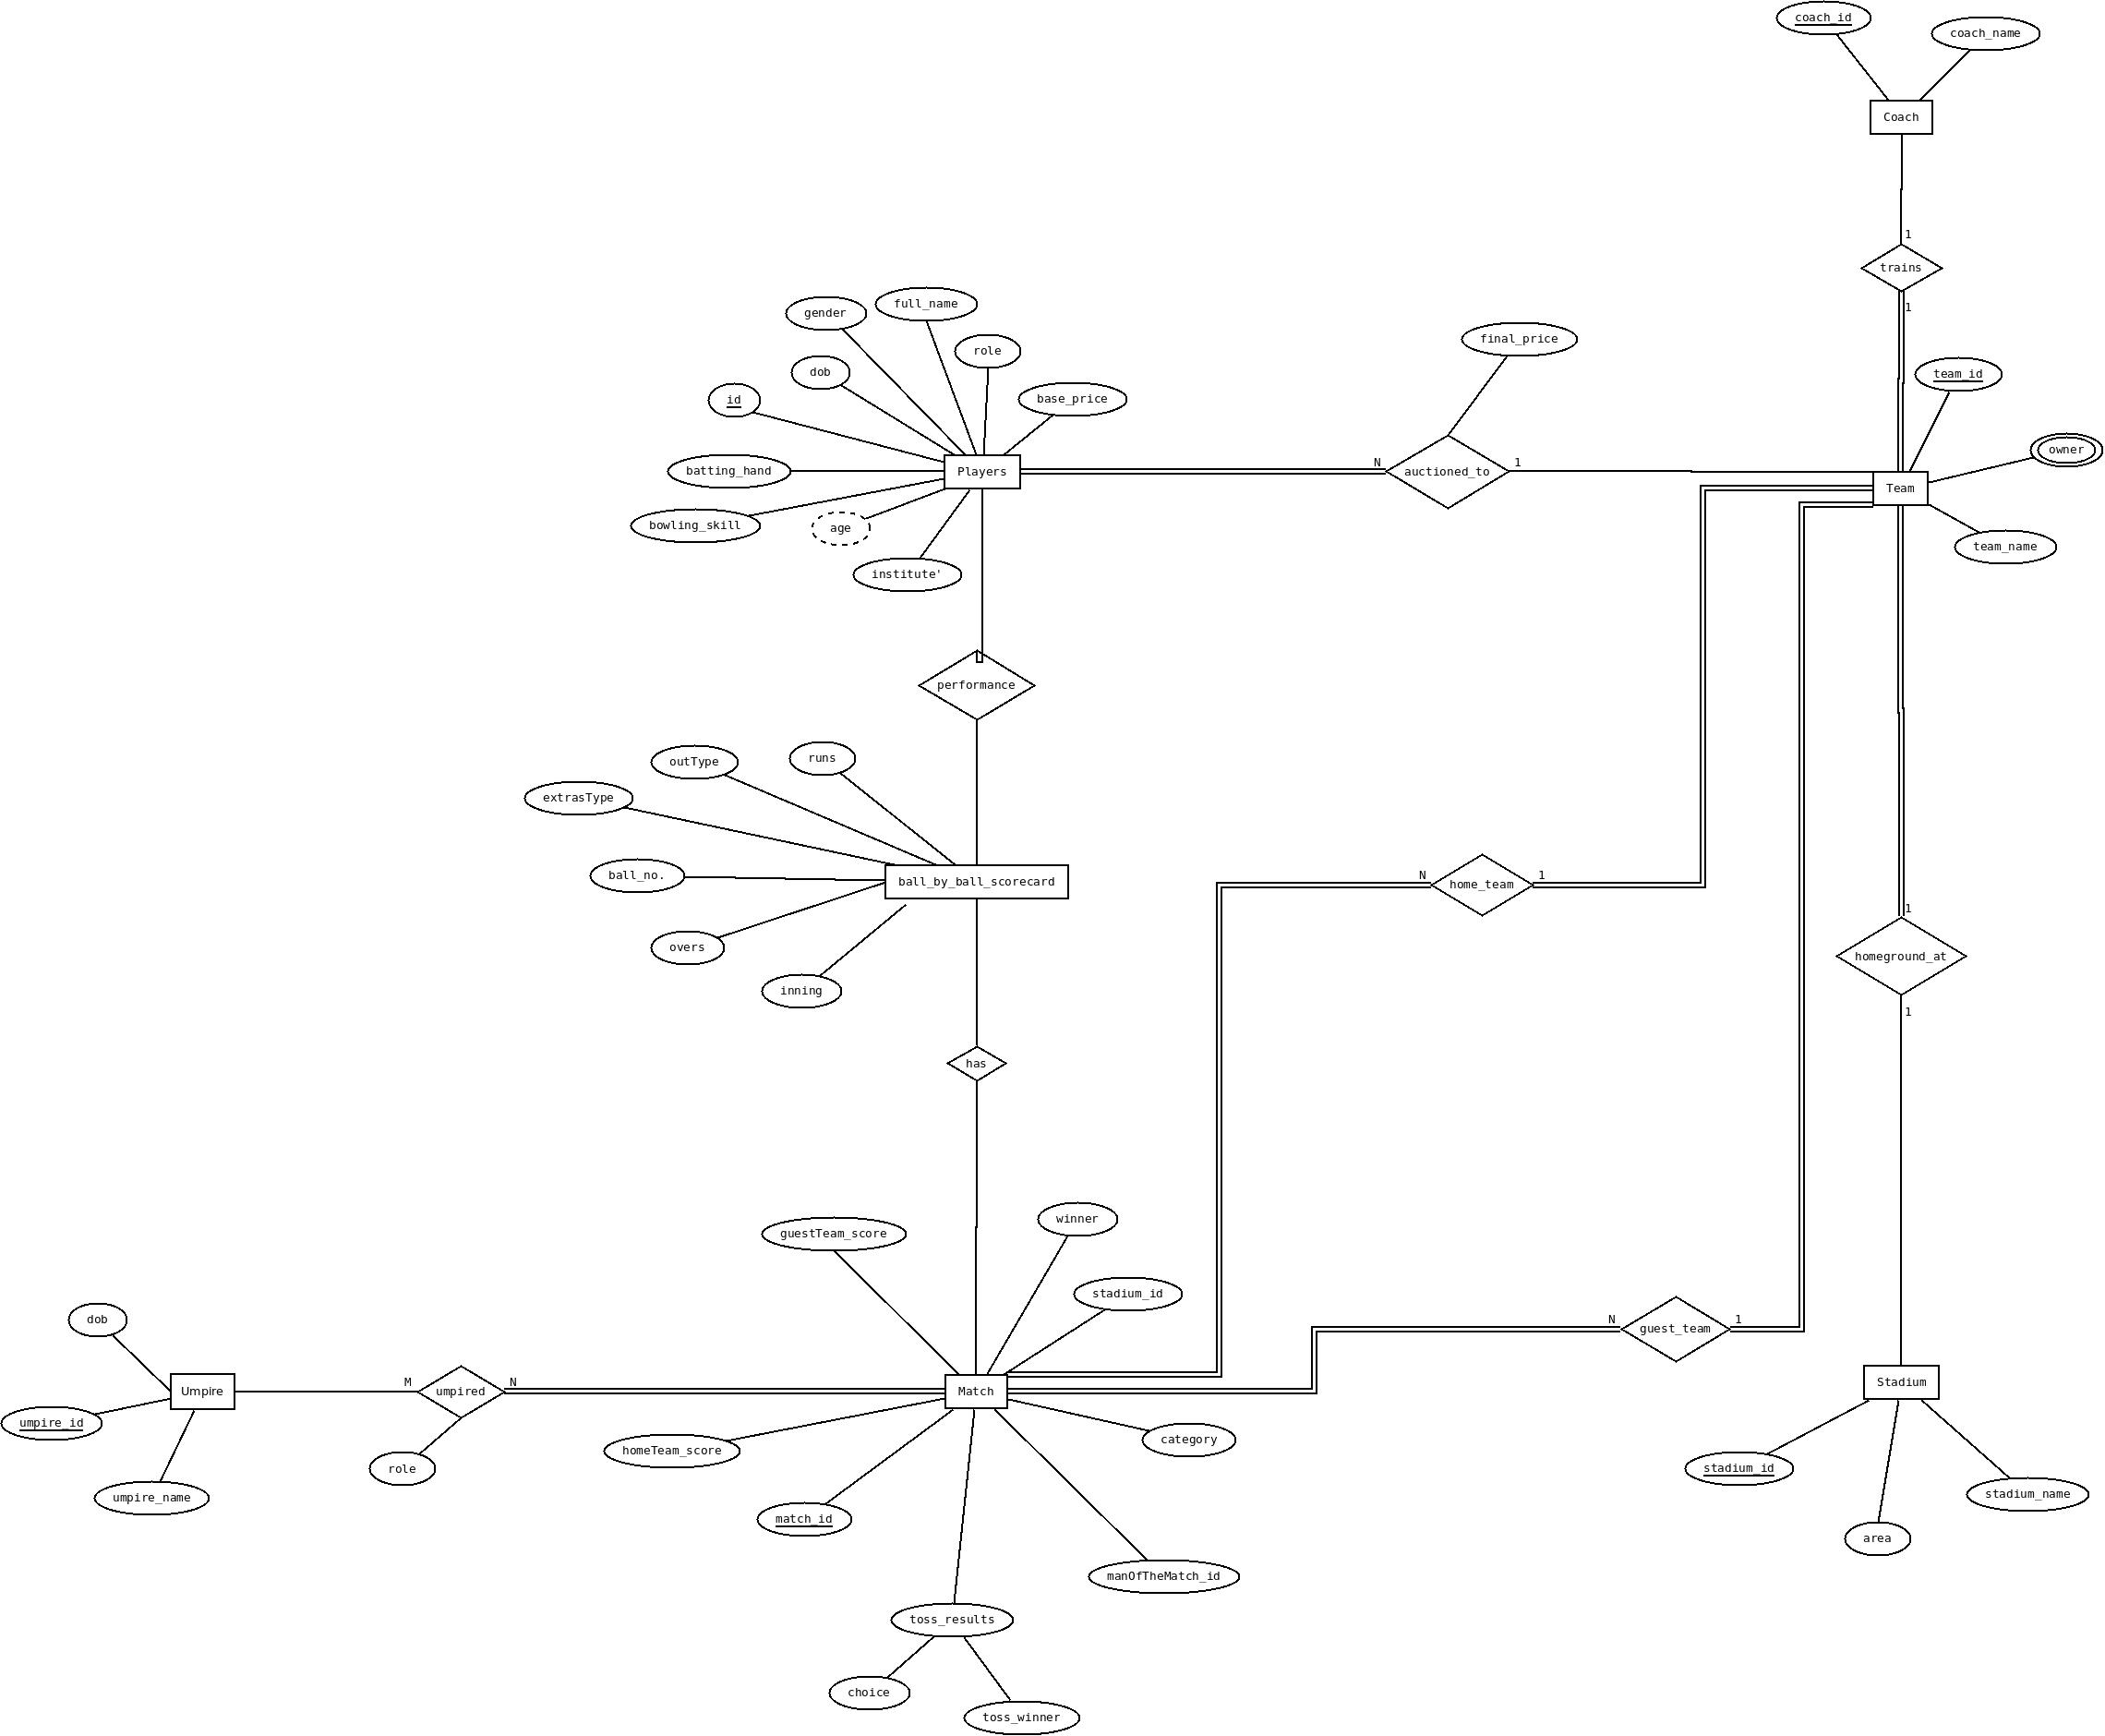 coach_id
coach_name
Coach
1
trains
1
gender
full_name
role
dob
base_price
id
final_price
team_id
owner
batting_hand
Players
N
auctioned_to
1
Team
bowling_skill
age
institute'
team_name
performance
outType
runs
extrasType
ball_no.
ball_by_ball_scorecard
N
home_team
1
overs
inning
1
homeground_at
1
has
guestTeam_score
winner
stadium_id
dob
N
guest_team
1
Umpire
M
umpired
N
Match
Stadium
umpire_id
role
umpire_name
homeTeam_score
category
match_id
stadium_id
stadium_name
area
manOfTheMatch_id
toss_results
choice
toss_winner